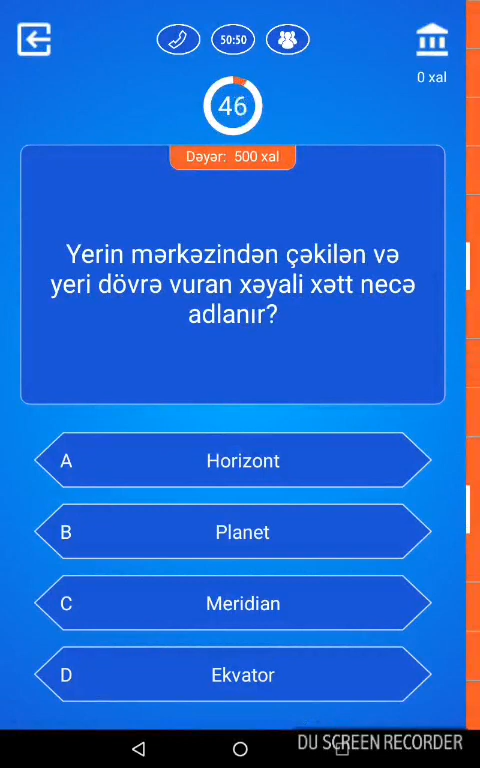 50:50
0 xal
46
Dəyər: 500 xal
Yerin mərkəzindən çəkilən və
yeri dövrə vuran xəyali xətt necə
adlanır?
A Horizont
B Planet
C Meridian
D Ekvator
DU SCREEN RECORDER